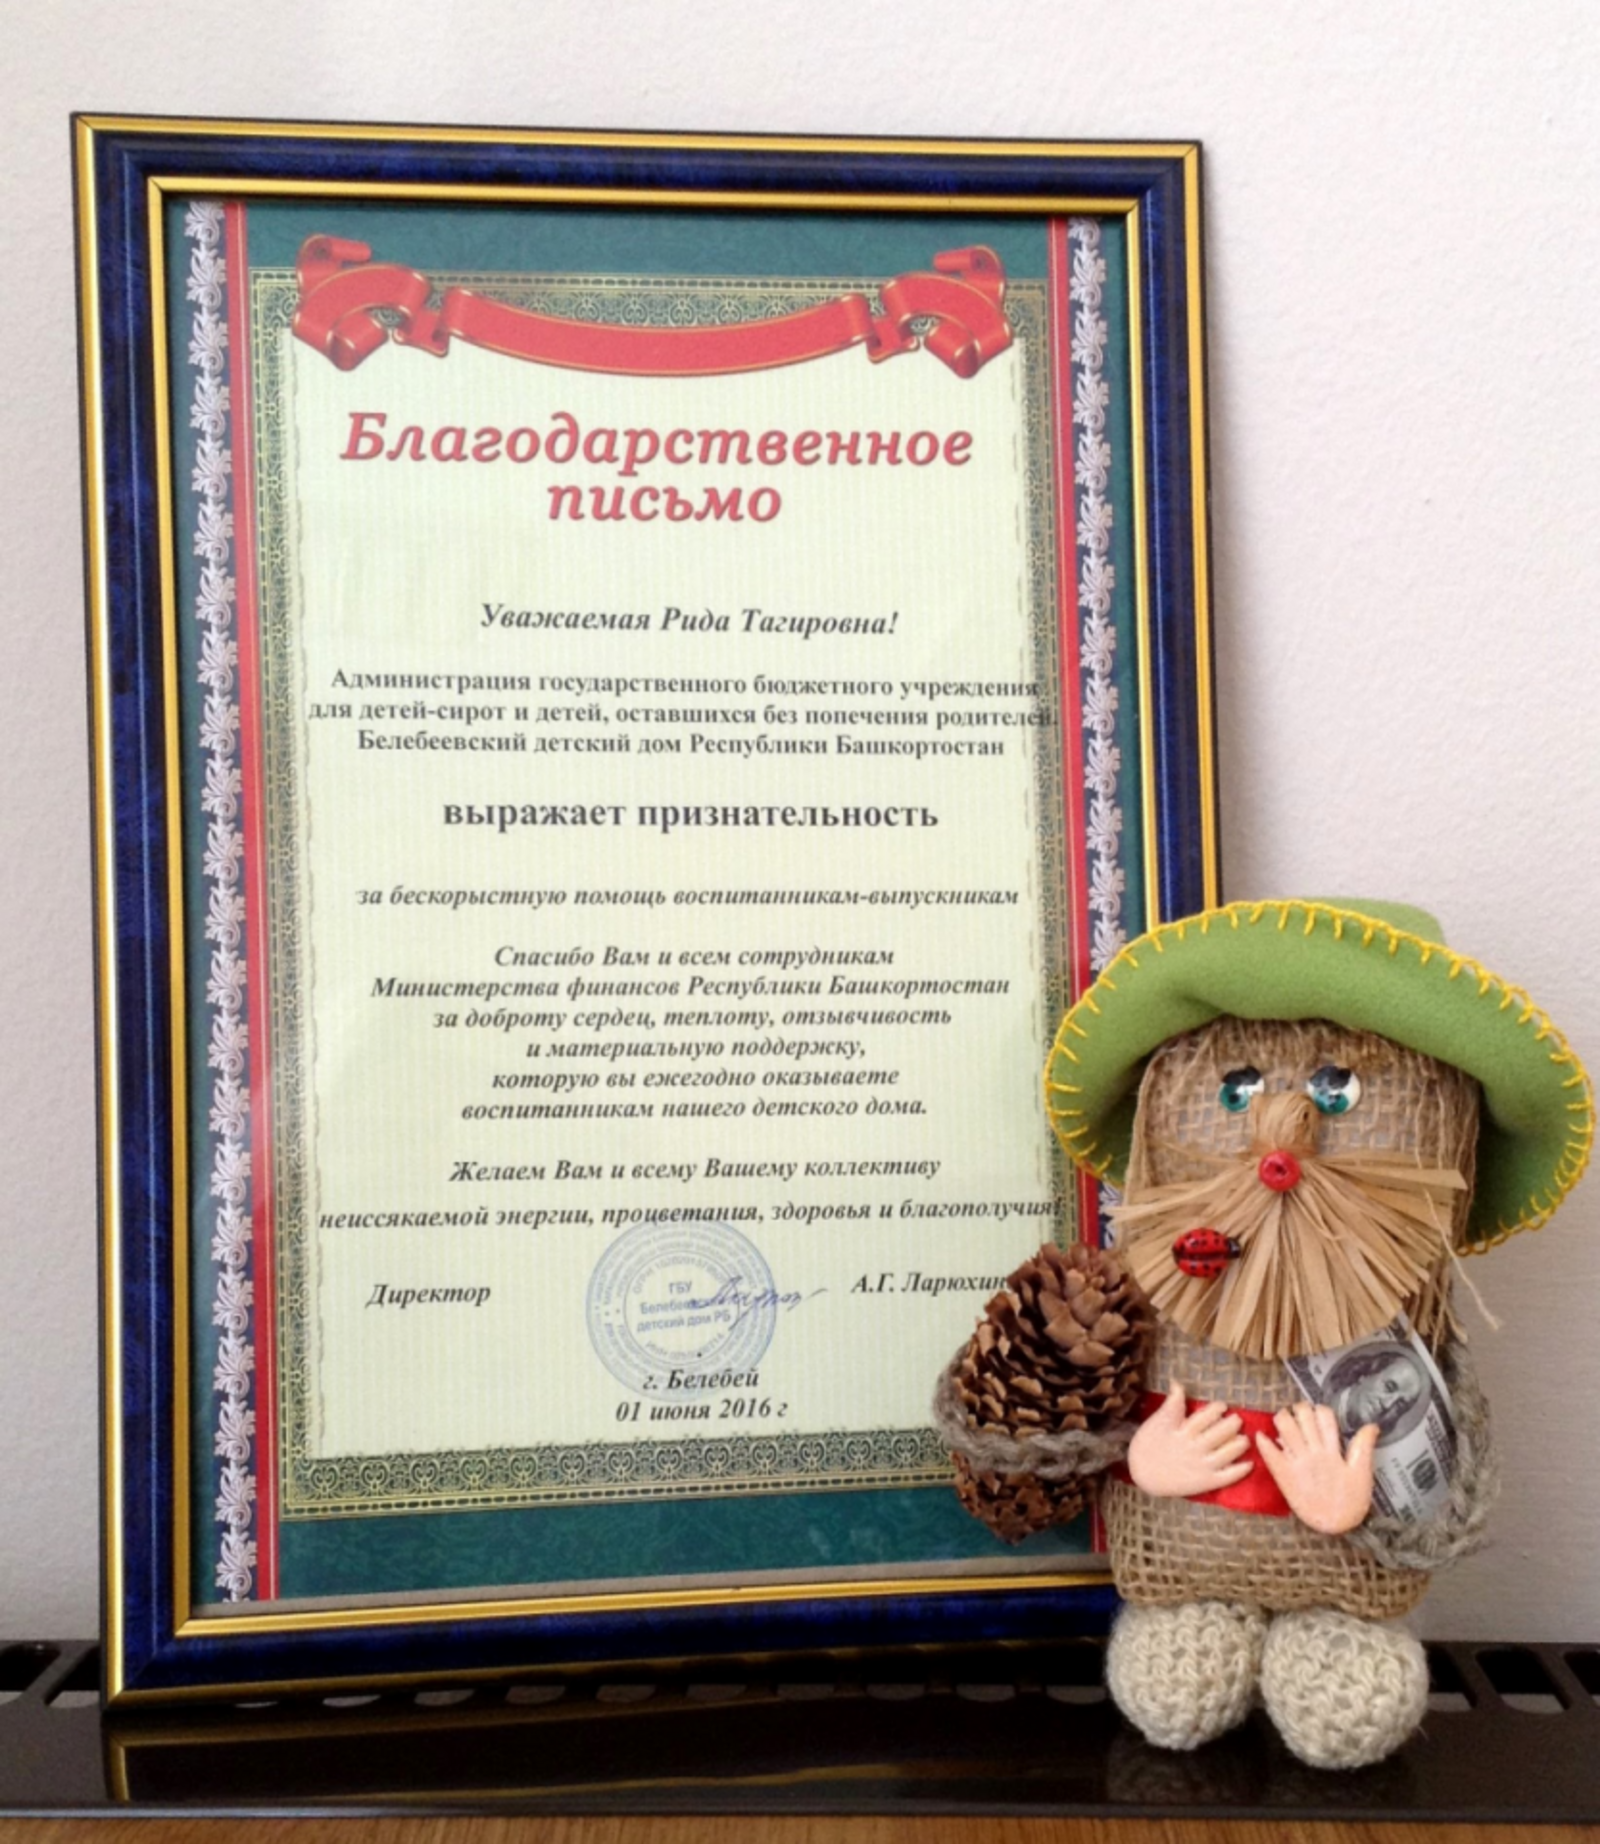 Благодарственное
письмо
Уважаемая Рида Тагировна!
Администрация государственного бюджетного учреждения
для детей-сирот и детей, оставшихся без попечения родителей,
Белебеевский детский дом Республики Башкортостан
выражает признательность
за бескорыстную помощь воспитанникам-выпускникам
Спасибо Вам и всем сотрудникам
Министерства финансов Республики Башкортостан
за доброту сердец, теплоту, отзывчивость
и материальную поддержку,
которую вы ежегодно оказываете
воспитанникам нашего детского дома.
Желаем Вам и всему Вашему коллективу
неиссякаемой энергии, процветания, здоровья и благополучия!
Директор
ГБУ
детский дом РБ
А.Г. Ларюхин
г. Белебей
01 июня 2016 г